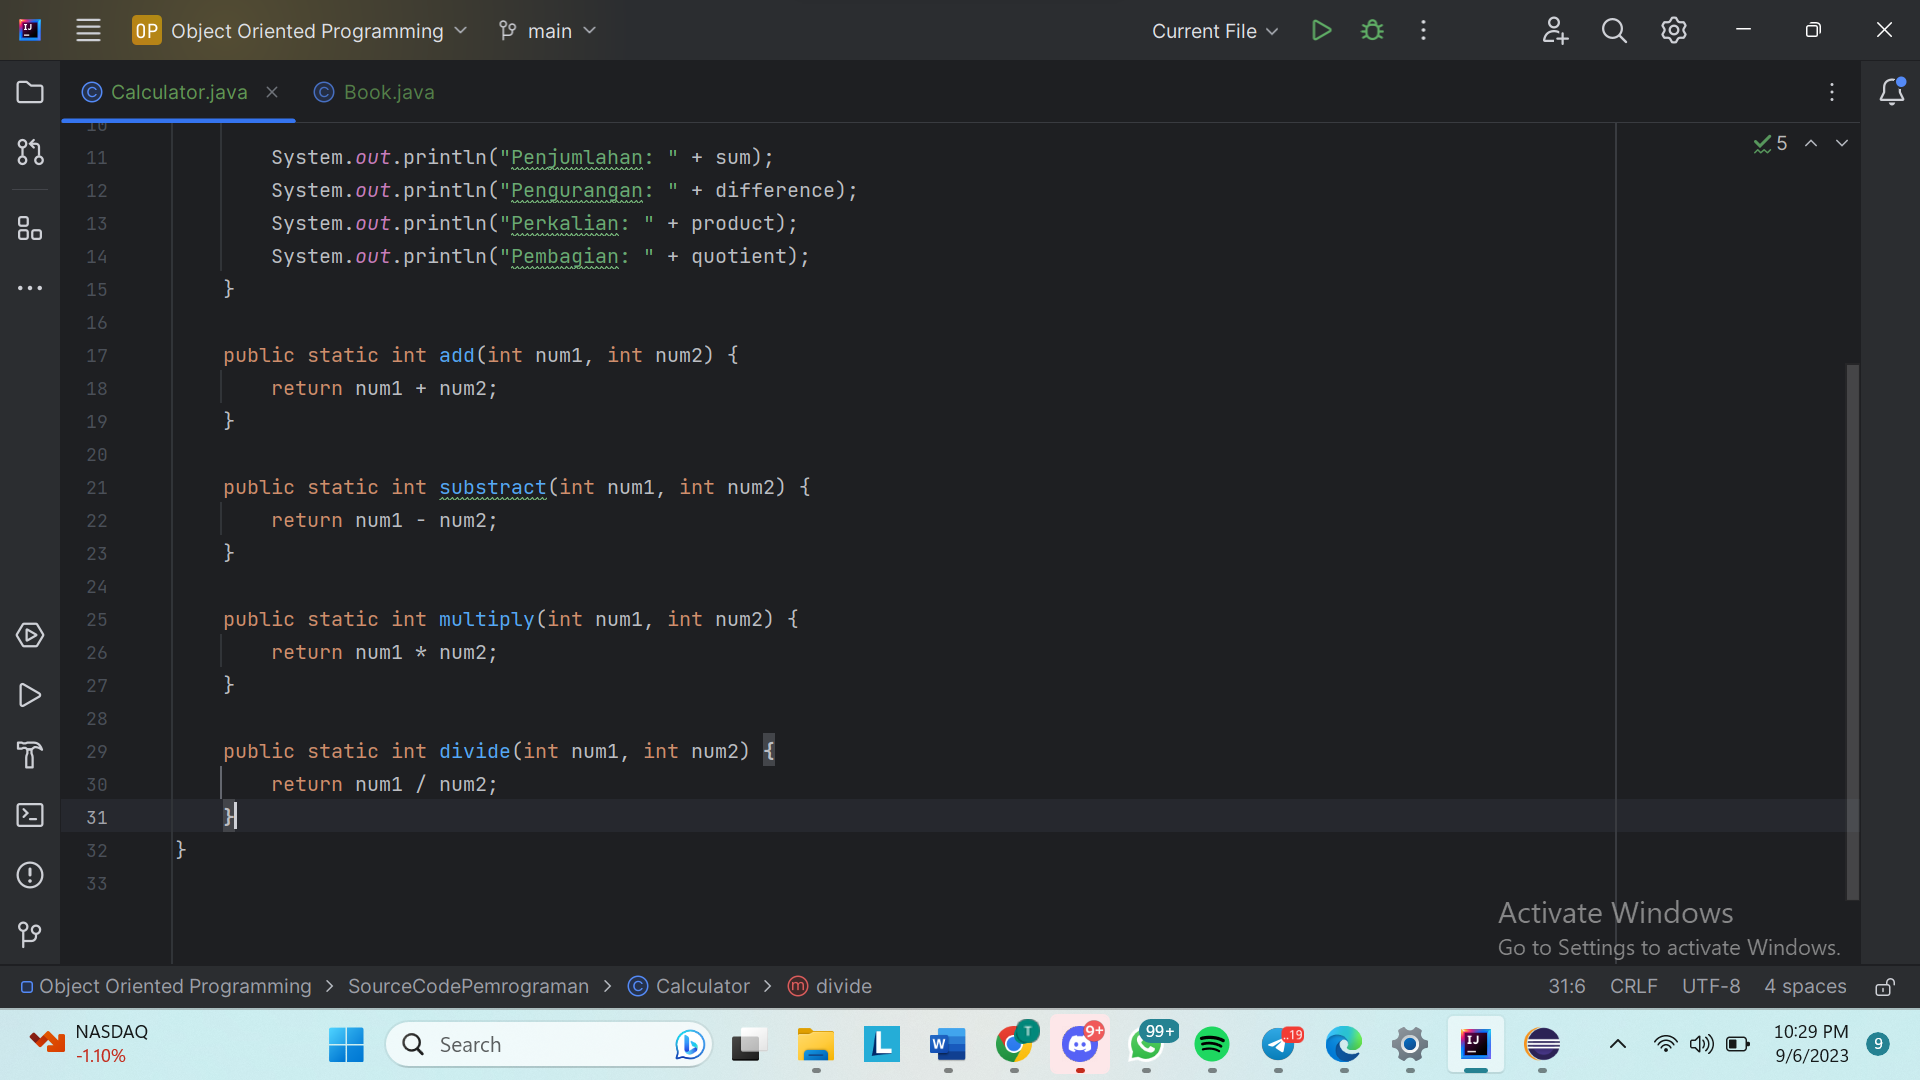 OP Object Oriented Programming main Current File
Calculator.java Book.java
10
11 System.out.println("Penjumlahan: " + sum); 5
12 System.out.println("Pengurangan: " + difference);
13 System.out.println("Perkalian: " + product);
14 System.out.println("Pembagian: " + quotient);
15 }
16
17 public static int add(int num1, int num2) {
18 return num1 + num2;
19 }
20
21 public static int substract(int num1, int num2) {
22 return num1 - num2;
23 }
24
25 public static int multiply(int num1, int num2) {
26 return num1 * num2;
27 }
28
29 public static int divide(int num1, int num2) {
30 return num1 / num2;
31 }
32 }
33
Activate Windows
Go to Settings to activate Windows.
Object Oriented Programming > SourceCodePemrograman > Calculator > divide 31:6 CRLF UTF-8 4 spaces
NASDAQ
-1.10%
Search
T 9+ 99+ ..19
10:29 PM
9/6/2023
9